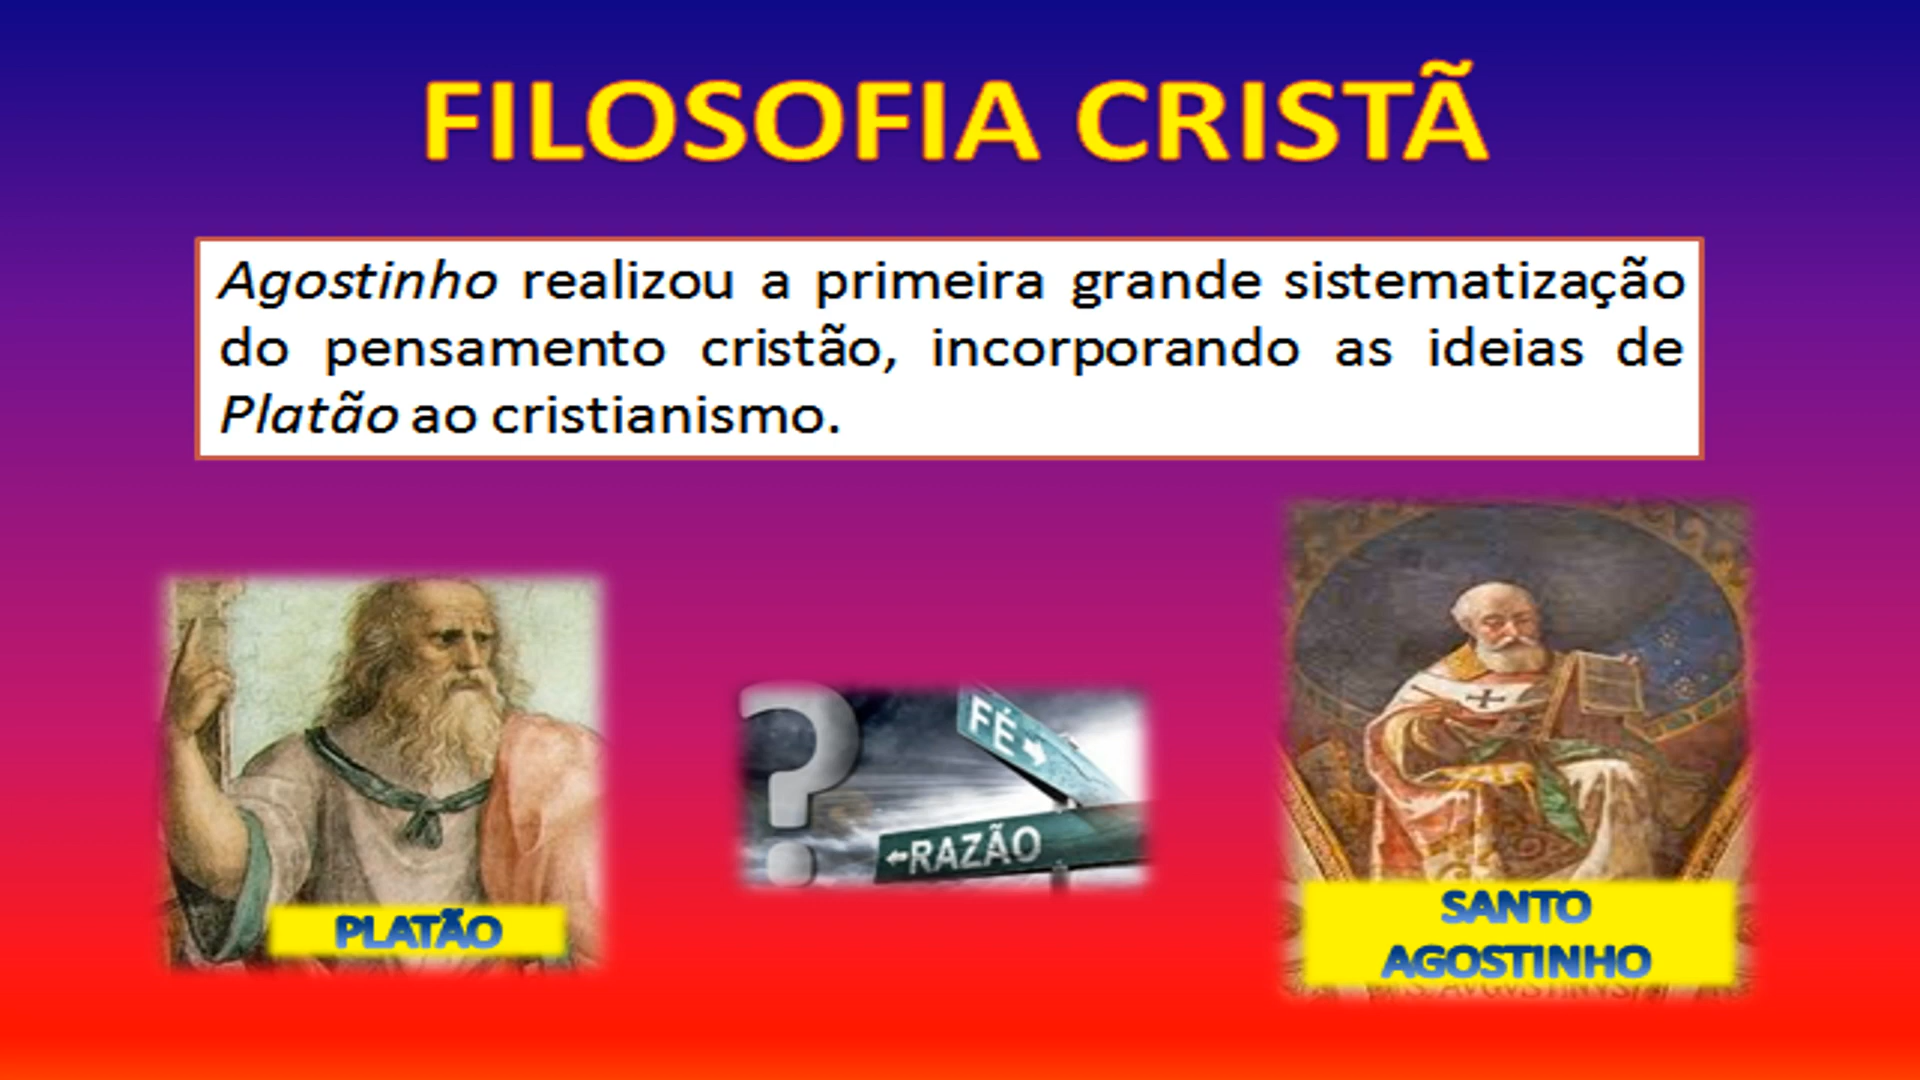 FILOSOFIA CRISTÃ
Agostinho realizou a primeira grande sistematização
do pensamento cristão, incorporando as ideias de
Platão ao cristianismo.
FÉ→
←RAZÃO
?
PLATÃO
SANTO
AGOSTINHO